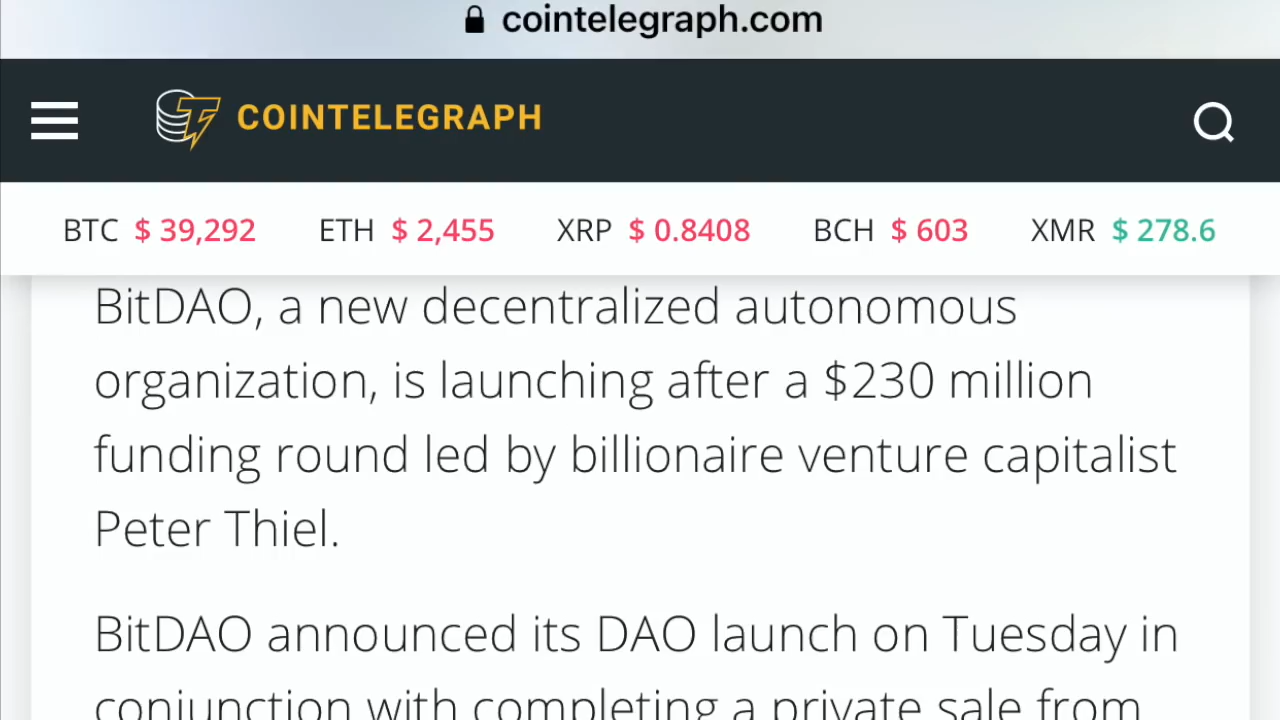 cointelegraph.com
COINTELEGRAPH
BTC $ 39,292 ETH $ 2,455 XRP $ 0.8408 BCH $ 603 XMR $ 278.6
BitDAO, a new decentralized autonomous
organization, is launching after a $230 million
funding round led by billionaire venture capitalist
Peter Thiel.
BitDAO announced its DAO launch on Tuesday in
conjunction with completing a private sale from